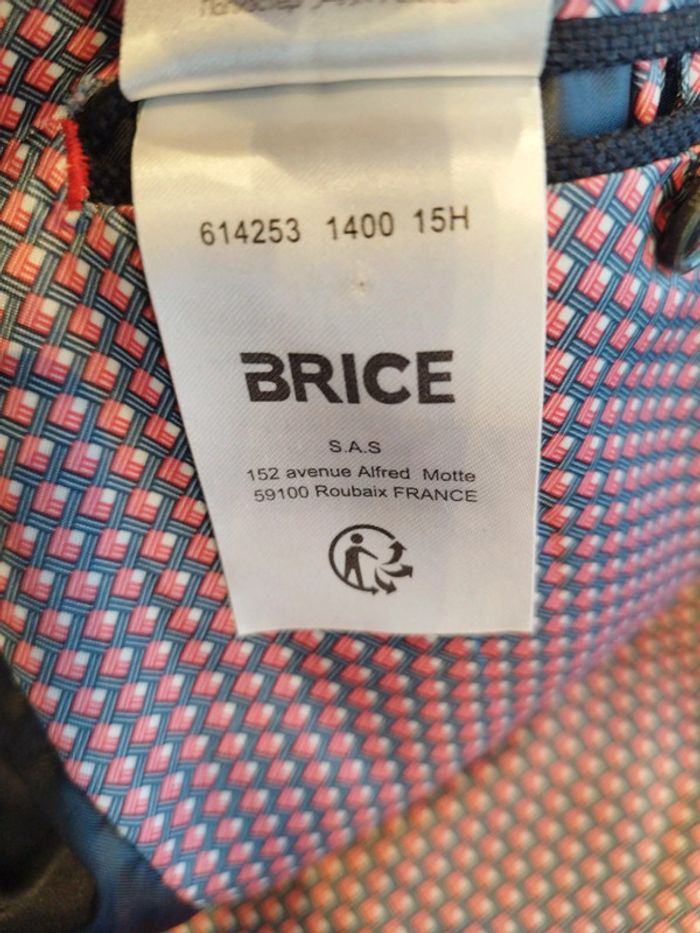 614253 1400 15H
BRICE
S.A.S
152 avenue Alfred Motte
59100 Roubaix FRANCE